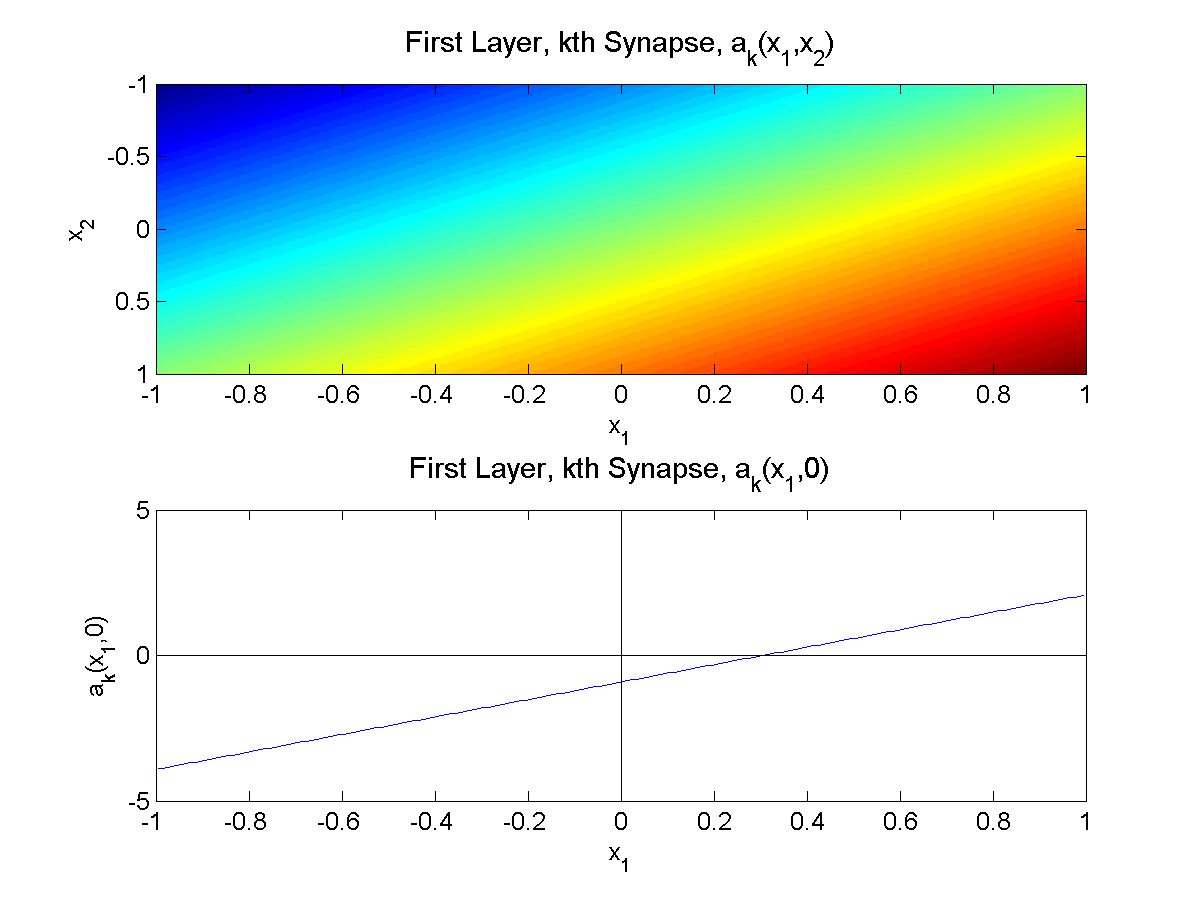 First Layer, kth Synapse, a_k(x_1,x_2)
-1
-0.5
0
0.5
1
x_2
-1 -0.8 -0.6 -0.4 -0.2 0 0.2 0.4 0.6 0.8 1
x_1
First Layer, kth Synapse, a_k(x_1,0)
5
0
-5
a_k(x_1,0)
-1 -0.8 -0.6 -0.4 -0.2 0 0.2 0.4 0.6 0.8 1
x_1